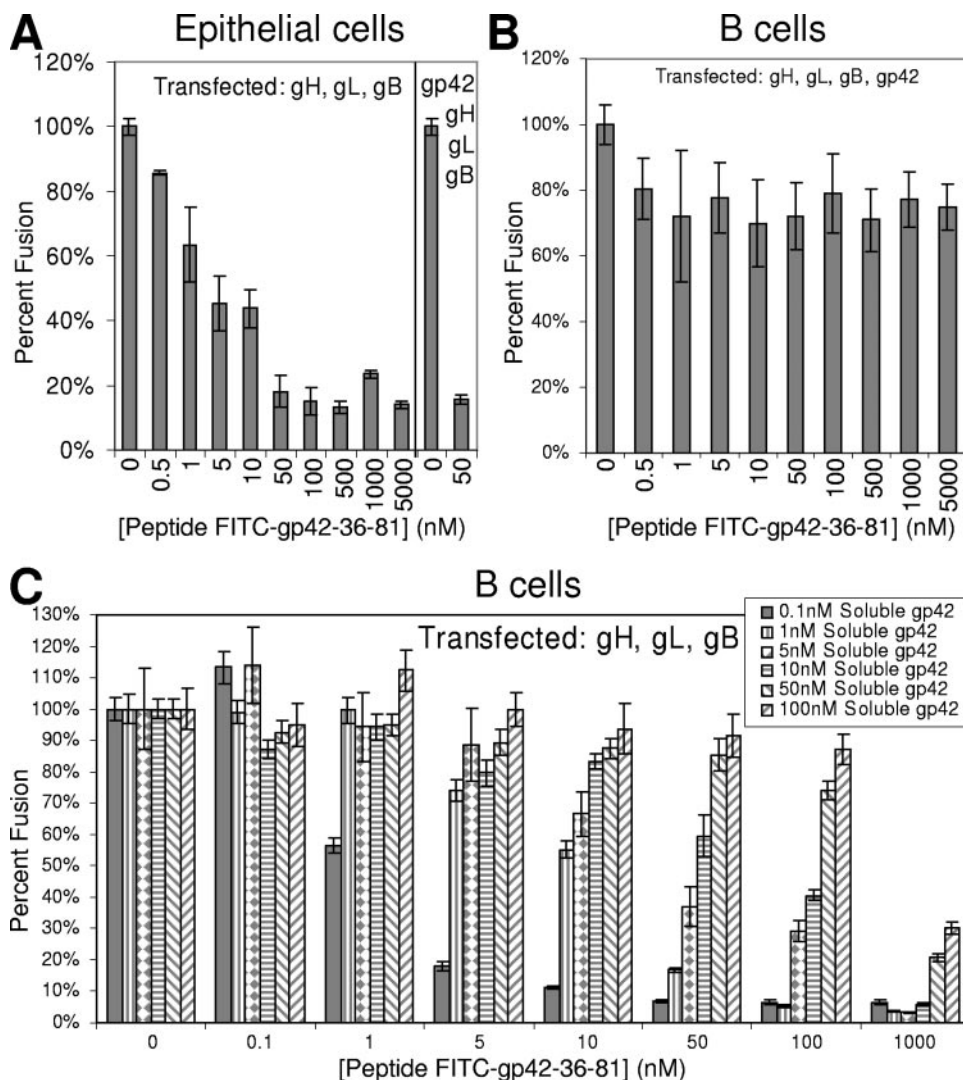 A
Epithelial cells
120%
100%
80%
60%
40%
20%
0%
Percent Fusion
Transfected: gH, gL, gB
gp42
gH
gL
gB
0
0.5
1
5
10
50
100
500
1000
5000
0
50
[Peptide FITC-gp42-36-81] (nM)
B
B cells
120%
100%
80%
60%
40%
20%
0%
Percent Fusion
Transfected: gH, gL, gB, gp42
0
0.5
1
5
10
50
100
500
1000
5000
[Peptide FITC-gp42-36-81] (nM)
C
B cells
130%
120%
110%
100%
90%
80%
70%
60%
50%
40%
30%
20%
10%
0%
Percent Fusion
Transfected: gH, gL, gB
0.1nM Soluble gp42
1nM Soluble gp42
5nM Soluble gp42
10nM Soluble gp42
50nM Soluble gp42
100nM Soluble gp42
0 0.1 1 5 10 50 100 1000
[Peptide FITC-gp42-36-81] (nM)